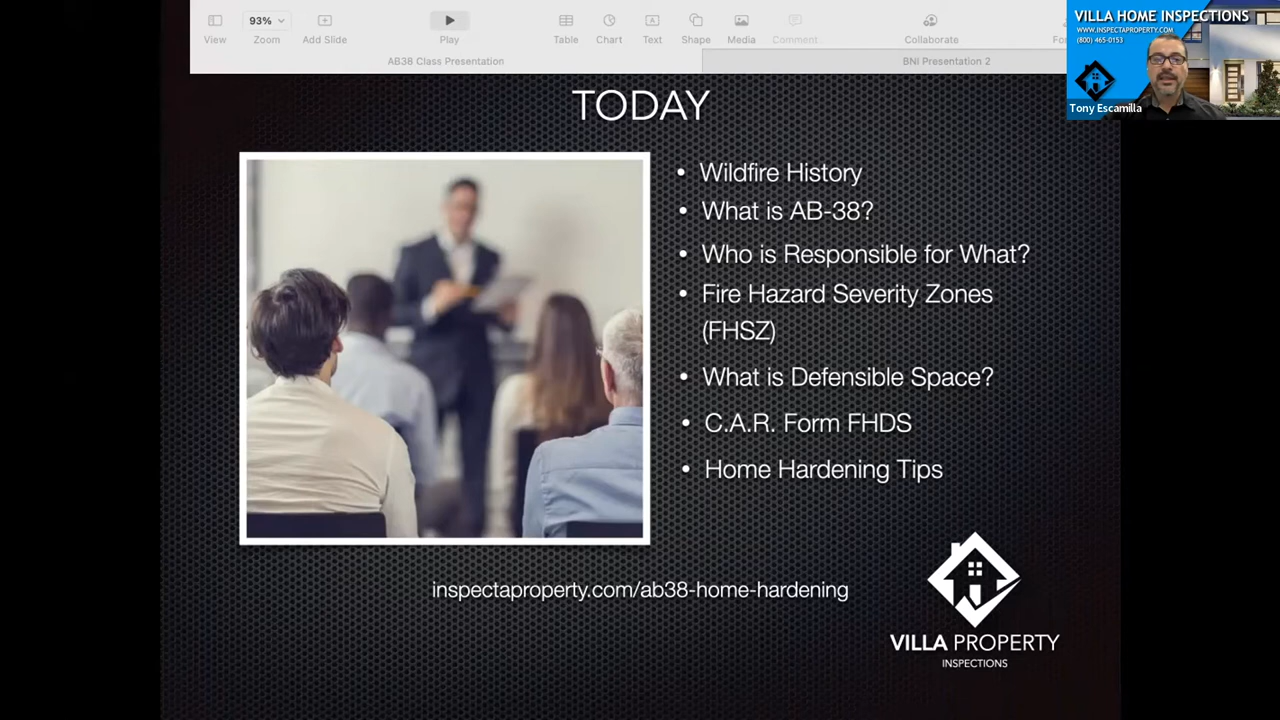 93%
View
Zoom
Add Slide
Play
Table
Chart
Text
Shape
Media
Comment
Collaborate
AB38 Class Presentation
BNI Presentation 2
VILLA HOME INSPECTIONS
WWW.INSPECTAPROPERTY.COM
(800) 465-0153
Tony Escamilla
TODAY
• Wildfire History
• What is AB-38?
• Who is Responsible for What?
• Fire Hazard Severity Zones
(FHSZ)
• What is Defensible Space?
• C.A.R. Form FHDS
• Home Hardening Tips
inspectaproperty.com/ab38-home-hardening
VILLA PROPERTY
INSPECTIONS